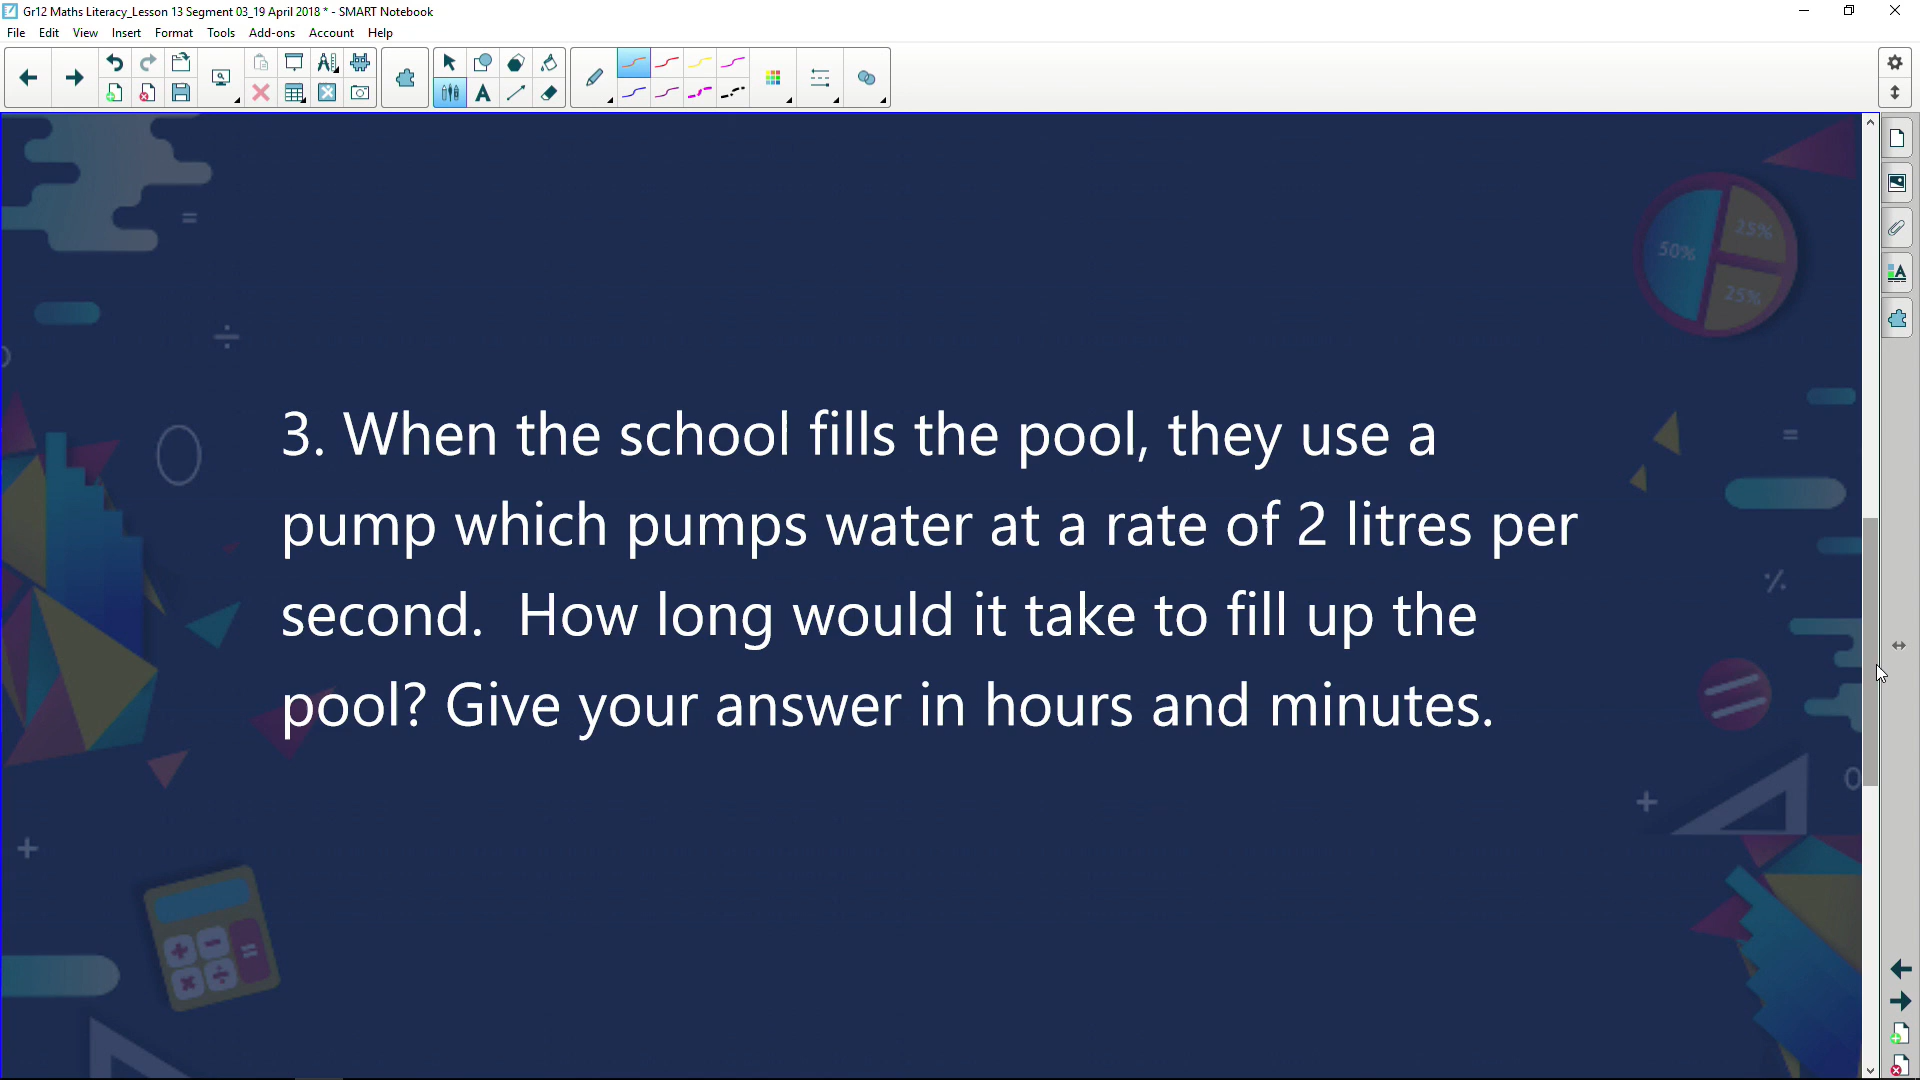 Gr12 Maths Literacy_Lesson 13 Segment 03_19 April 2018 * - SMART Notebook
File Edit View Insert Format Tools Add-ons Account Help
50%
25%
25%
3. When the school fills the pool, they use a
pump which pumps water at a rate of 2 litres per
second.  How long would it take to fill up the
pool? Give your answer in hours and minutes.